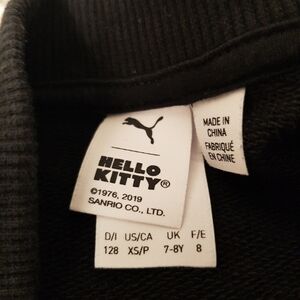 HELLO
KITTY®
©1976, 2019
SANRIO CO., LTD.
MADE IN
CHINA
FABRIQUÉ
EN CHINE
D/I US/CA UK F/E
128 XS/P 7-8Y 8